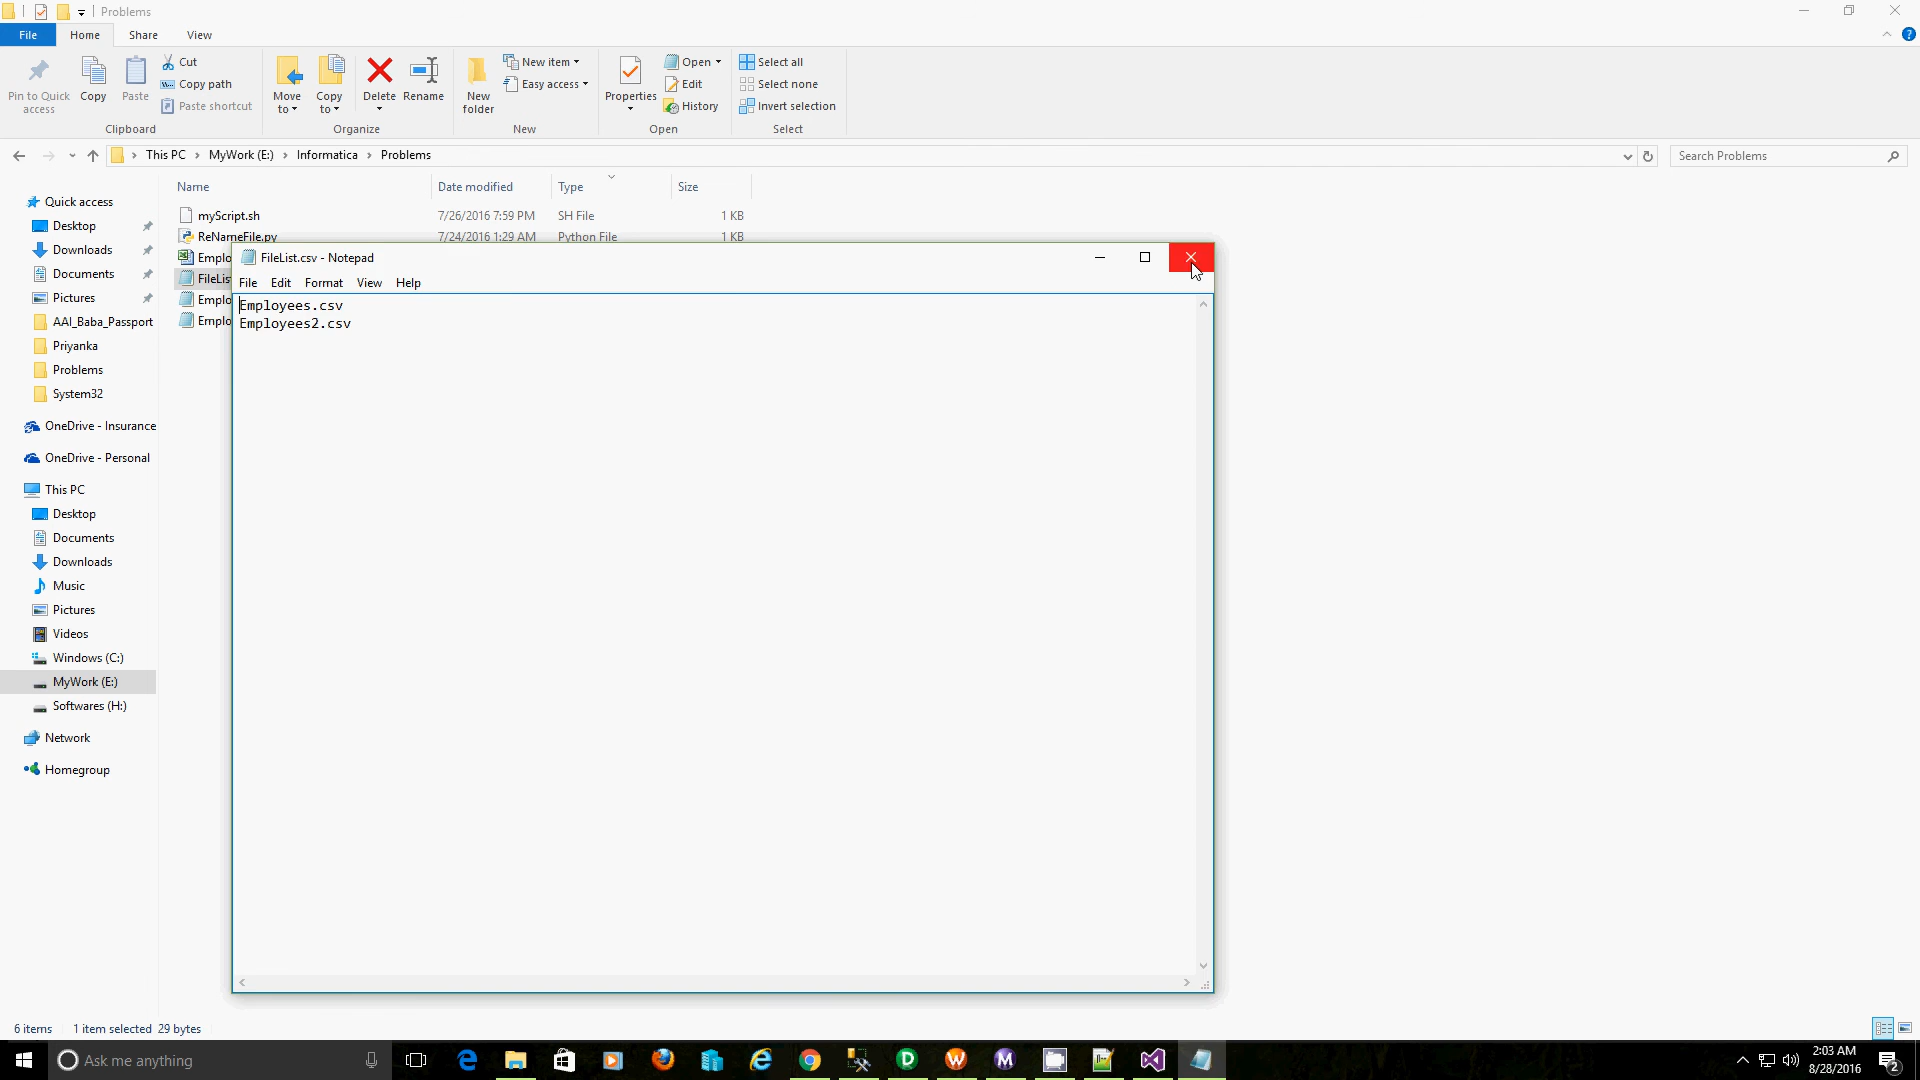 Problems
File
Home
Share
View
Pin to Quick access
Copy
Paste
Cut
Copy path
Paste shortcut
Clipboard
Move to
Copy to
Delete
Rename
Organize
New folder
New item
Easy access
New
Properties
Open
Edit
History
Open
Select all
Select none
Invert selection
Select
This PC
MyWork (E:)
Informatica
Problems
Search Problems
Name
Date modified
Type
Size
myScript.sh
7/26/2016 7:59 PM
SH File
1 KB
ReNameFile.py
7/24/2016 1:29 AM
Python File
1 KB
Emplo
FileLis
Emplo
Emplo
FileList.csv - Notepad
File
Edit
Format
View
Help
Employees.csv
Employees2.csv
Quick access
Desktop
Downloads
Documents
Pictures
AAI_Baba_Passport
Priyanka
Problems
System32
OneDrive - Insurance
OneDrive - Personal
This PC
Desktop
Documents
Downloads
Music
Pictures
Videos
Windows (C:)
MyWork (E:)
Softwares (H:)
Network
Homegroup
6 items
1 item selected 29 bytes
Ask me anything
D
W
M
2:03 AM
8/28/2016
2